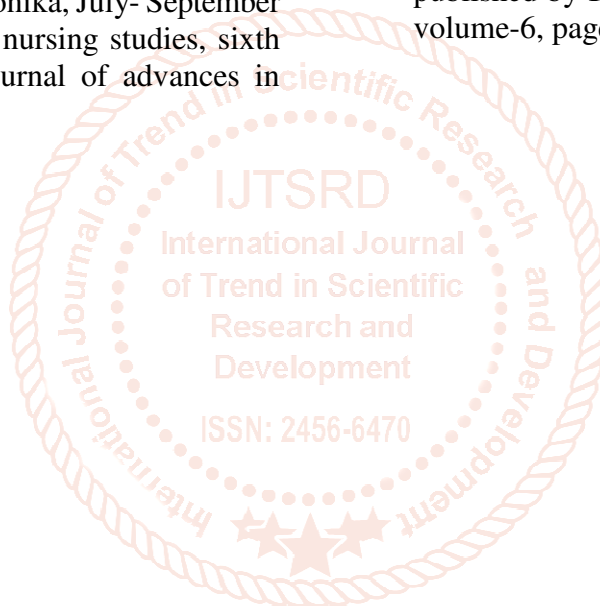 onika, July- September
nursing studies, sixth
urnal of advances in
published by
volume-6, page
International Journal of Trend in Scientific Research and Development
IJTSRD
International Journal
of Trend in Scientific
Research and
Development
ISSN: 2456-6470